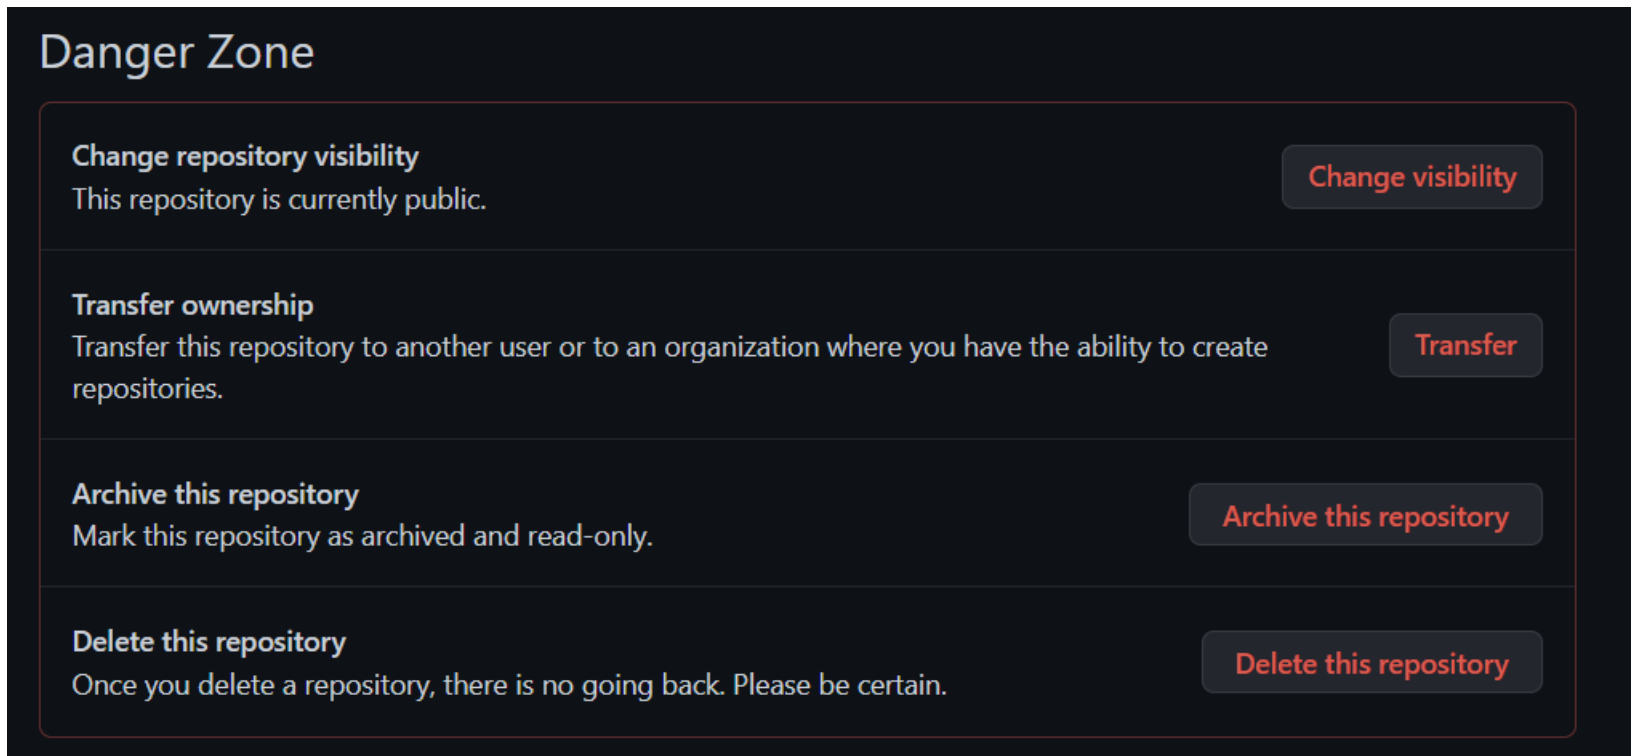 Danger Zone
Change repository visibility
This repository is currently public.
Change visibility
Transfer ownership
Transfer this repository to another user or to an organization where you have the ability to create
repositories.
Transfer
Archive this repository
Mark this repository as archived and read-only.
Archive this repository
Delete this repository
Once you delete a repository, there is no going back. Please be certain.
Delete this repository